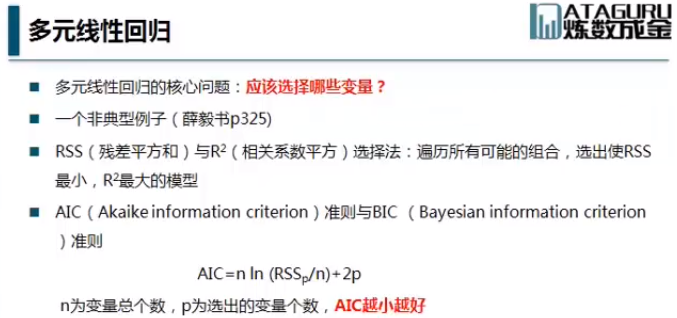 多元线性回归
DATAGURU
炼数成金
多元线性回归的核心问题：应该选择哪些变量？
一个非典型例子（薛毅书p325）
RSS（残差平方和）与R²（相关系数平方）选择法：遍历所有可能的组合，选出使RSS
最小，R²最大的模型
AIC（Akaike information criterion）准则与BIC （Bayesian information criterion
）准则
AIC=n ln (RSSp/n)+2p
n为变量总个数，p为选出的变量个数，AIC越小越好